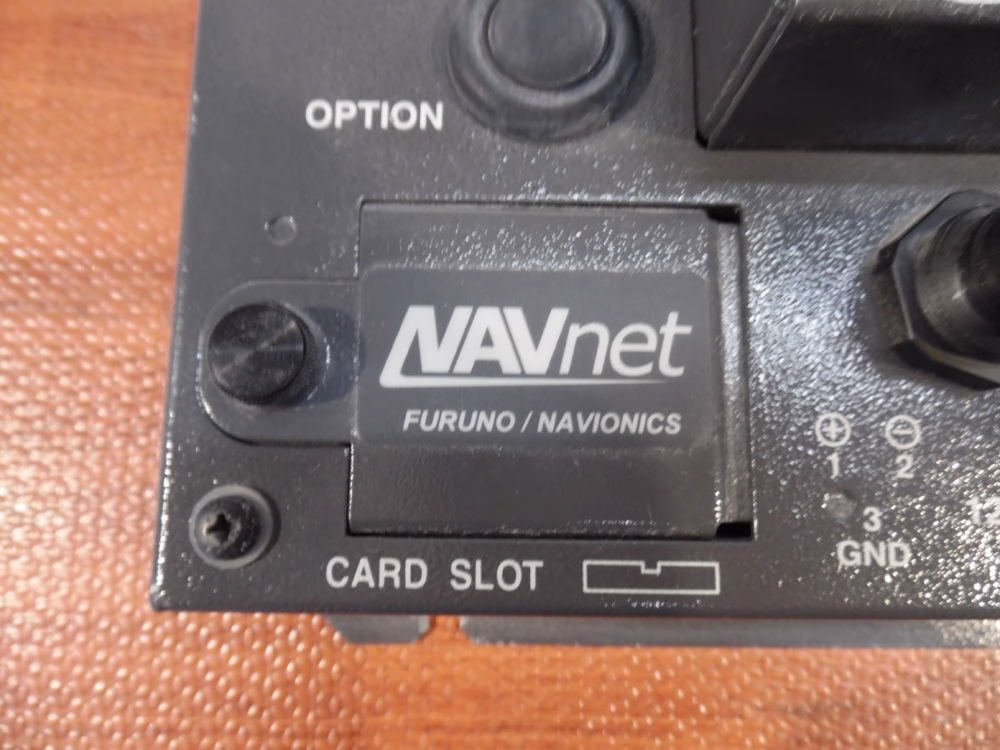 OPTION
NAVnet
FURUNO / NAVIONICS
+ -
1 2
3
GND
CARD SLOT